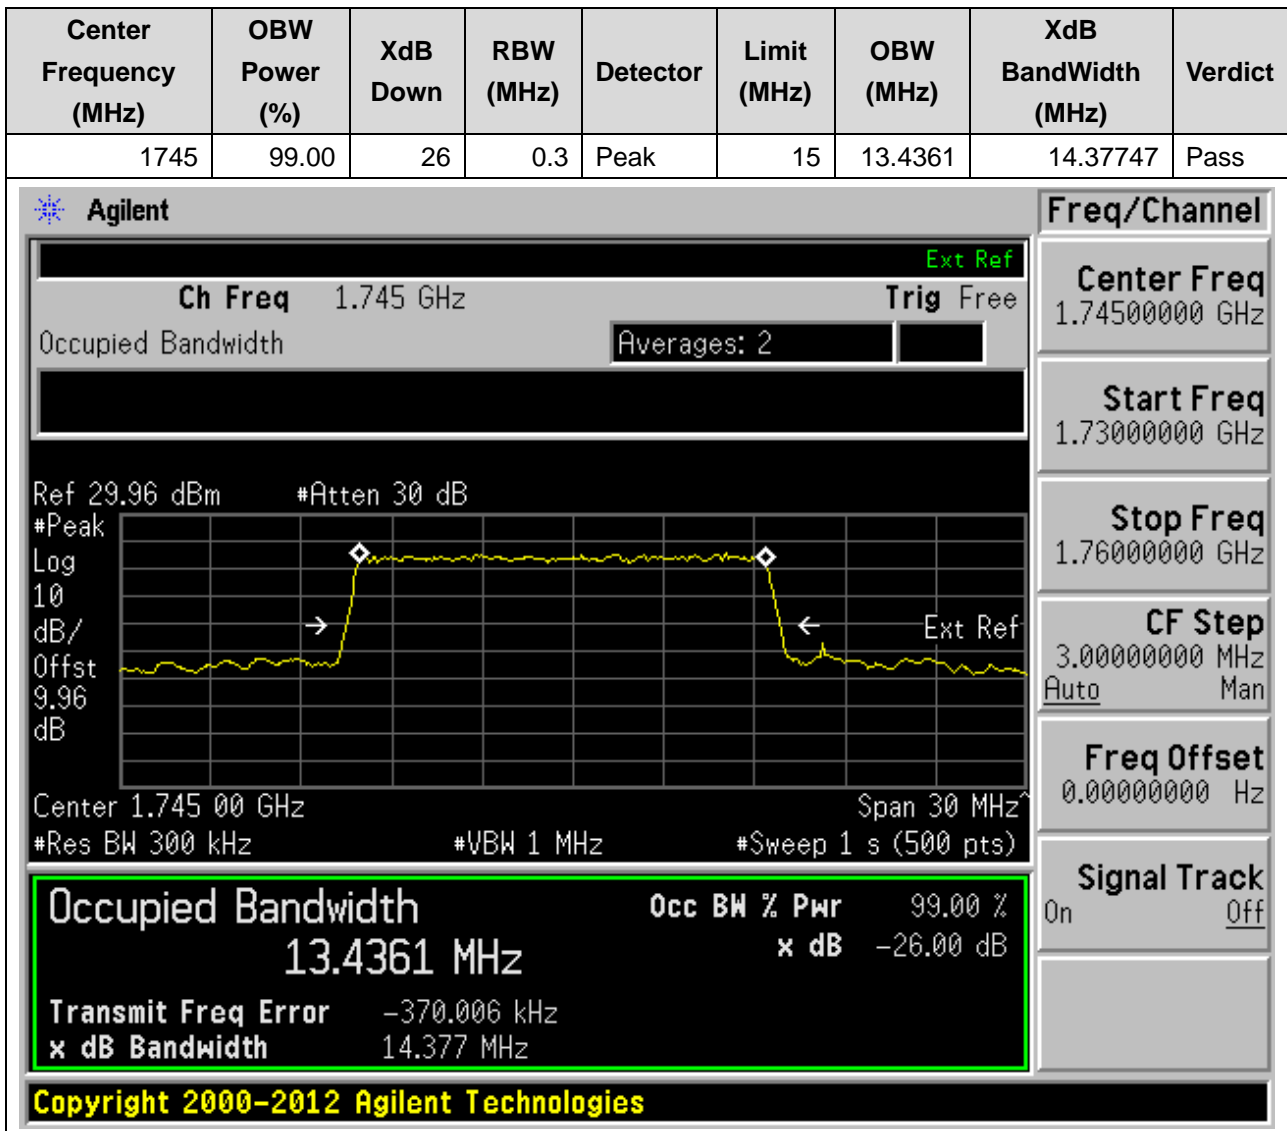 Center Frequency (MHz) OBW Power (%) XdB Down RBW (MHz) Detector Limit (MHz) OBW (MHz) XdB BandWidth (MHz) Verdict
1745 99.00 26 0.3 Peak 15 13.4361 14.37747 Pass
Agilent
Freq/Channel
Ext Ref
Ch Freq 1.745 GHz Trig Free
Occupied Bandwidth Averages: 2
Center Freq
1.74500000 GHz
Start Freq
1.73000000 GHz
Stop Freq
1.76000000 GHz
CF Step
3.00000000 MHz
Auto Man
Freq Offset
0.00000000 Hz
Signal Track
On Off
Ref 29.96 dBm #Atten 30 dB
#Peak
Log
10
dB/
Offst
9.96
dB
Ext Ref
Center 1.745 00 GHz Span 30 MHz^
#Res BW 300 kHz #VBW 1 MHz #Sweep 1 s (500 pts)
Occupied Bandwidth
13.4361 MHz
Occ BW % Pwr 99.00 %
x dB -26.00 dB
Transmit Freq Error -370.006 kHz
x dB Bandwidth 14.377 MHz
Copyright 2000-2012 Agilent Technologies